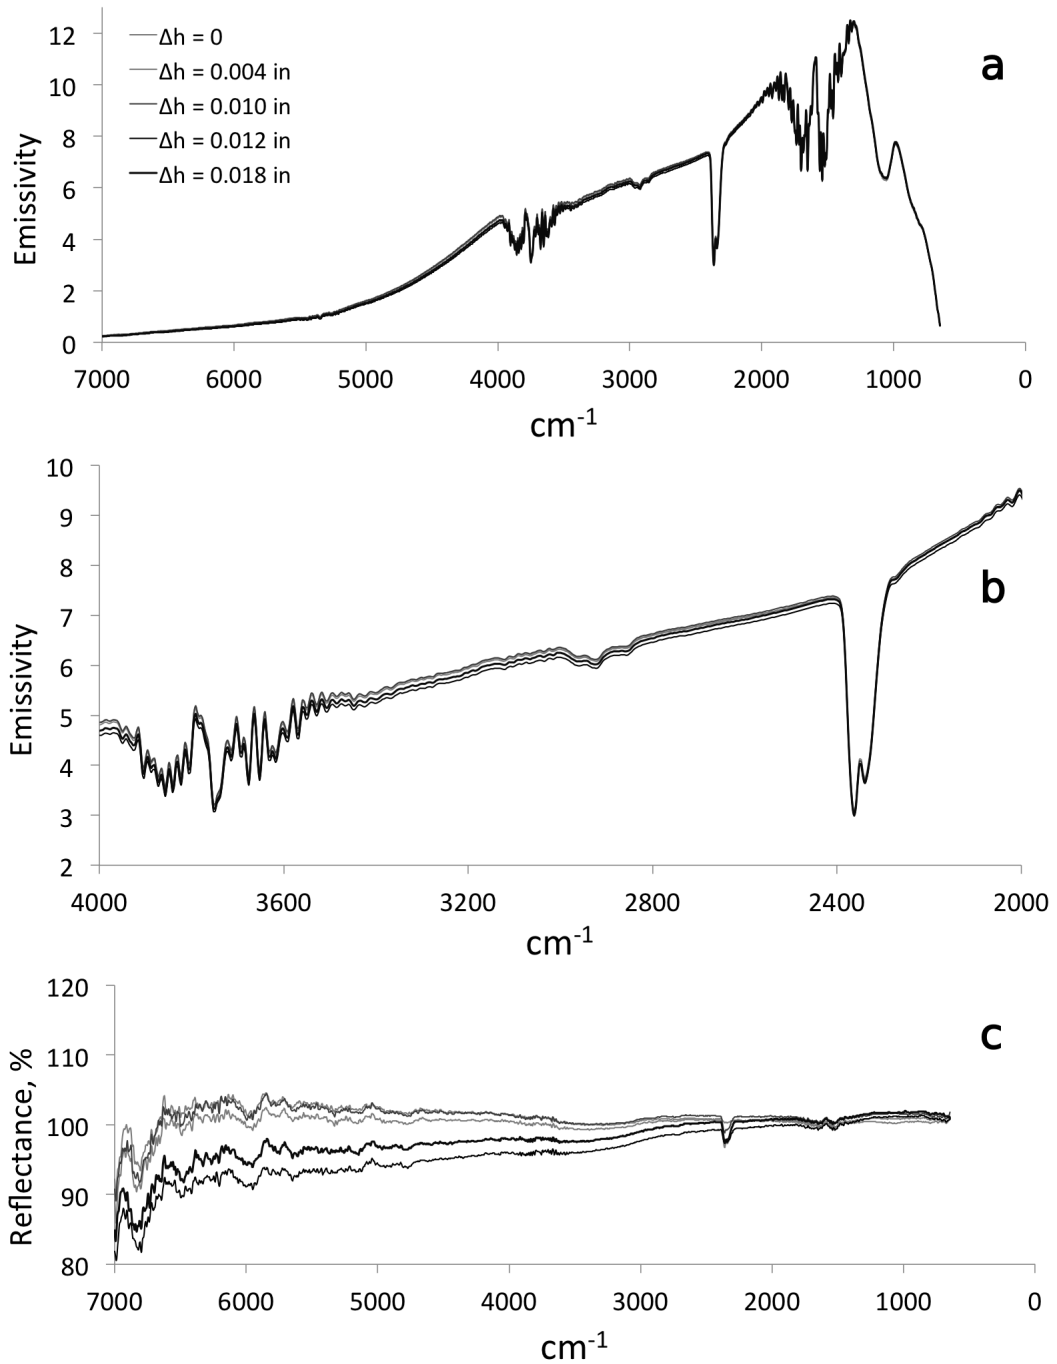 12
10
8
6
4
2
0
Emissivity
Δh = 0
Δh = 0.004 in
Δh = 0.010 in
Δh = 0.012 in
Δh = 0.018 in
a
7000 6000 5000 4000 3000 2000 1000 0
cm-1
10
9
8
7
6
5
4
3
2
Emissivity
b
4000 3600 3200 2800 2400 2000
cm-1
120
110
100
90
80
Reflectance, %
c
7000 6000 5000 4000 3000 2000 1000 0
cm-1